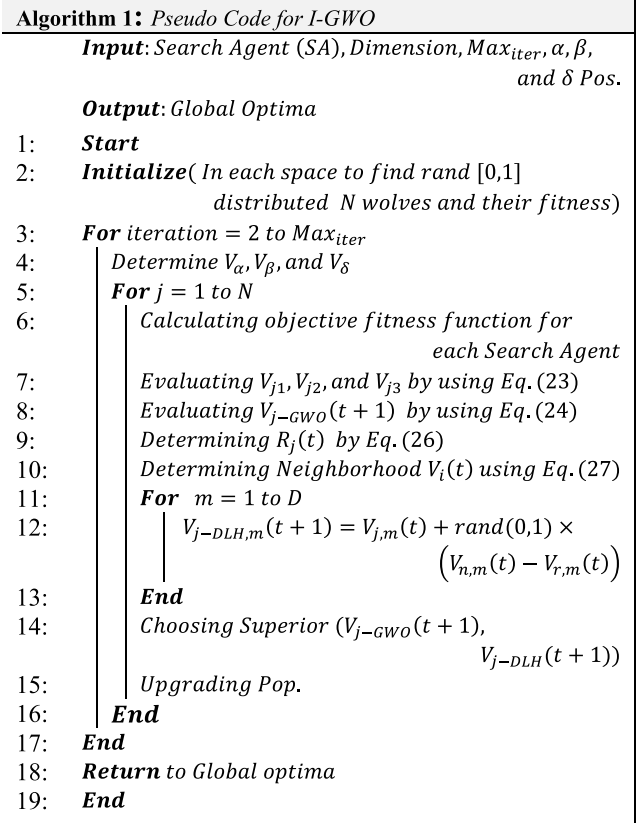 Algorithm 1: Pseudo Code for I-GWO
Input: Search Agent (SA), Dimension, Max_iter, α, β,
and δ Pos.
Output: Global Optima
1: Start
2: Initialize( In each space to find rand [0,1]
distributed N wolves and their fitness)
3: For iteration = 2 to Max_iter
4: Determine V_α, V_β, and V_δ
5: For j = 1 to N
6: Calculating objective fitness function for
each Search Agent
7: Evaluating V_j1, V_j2, and V_j3 by using Eq. (23)
8: Evaluating V_j−GWO(t + 1) by using Eq. (24)
9: Determining R_j(t) by Eq. (26)
10: Determining Neighborhood V_i(t) using Eq. (27)
11: For m = 1 to D
12: V_j−DLH,m(t + 1) = V_j,m(t) + rand(0,1) ×
(V_n,m(t) − V_r,m(t))
13: End
14: Choosing Superior (V_j−GWO(t + 1),
V_j−DLH(t + 1))
15: Upgrading Pop.
16: End
17: End
18: Return to Global optima
19: End